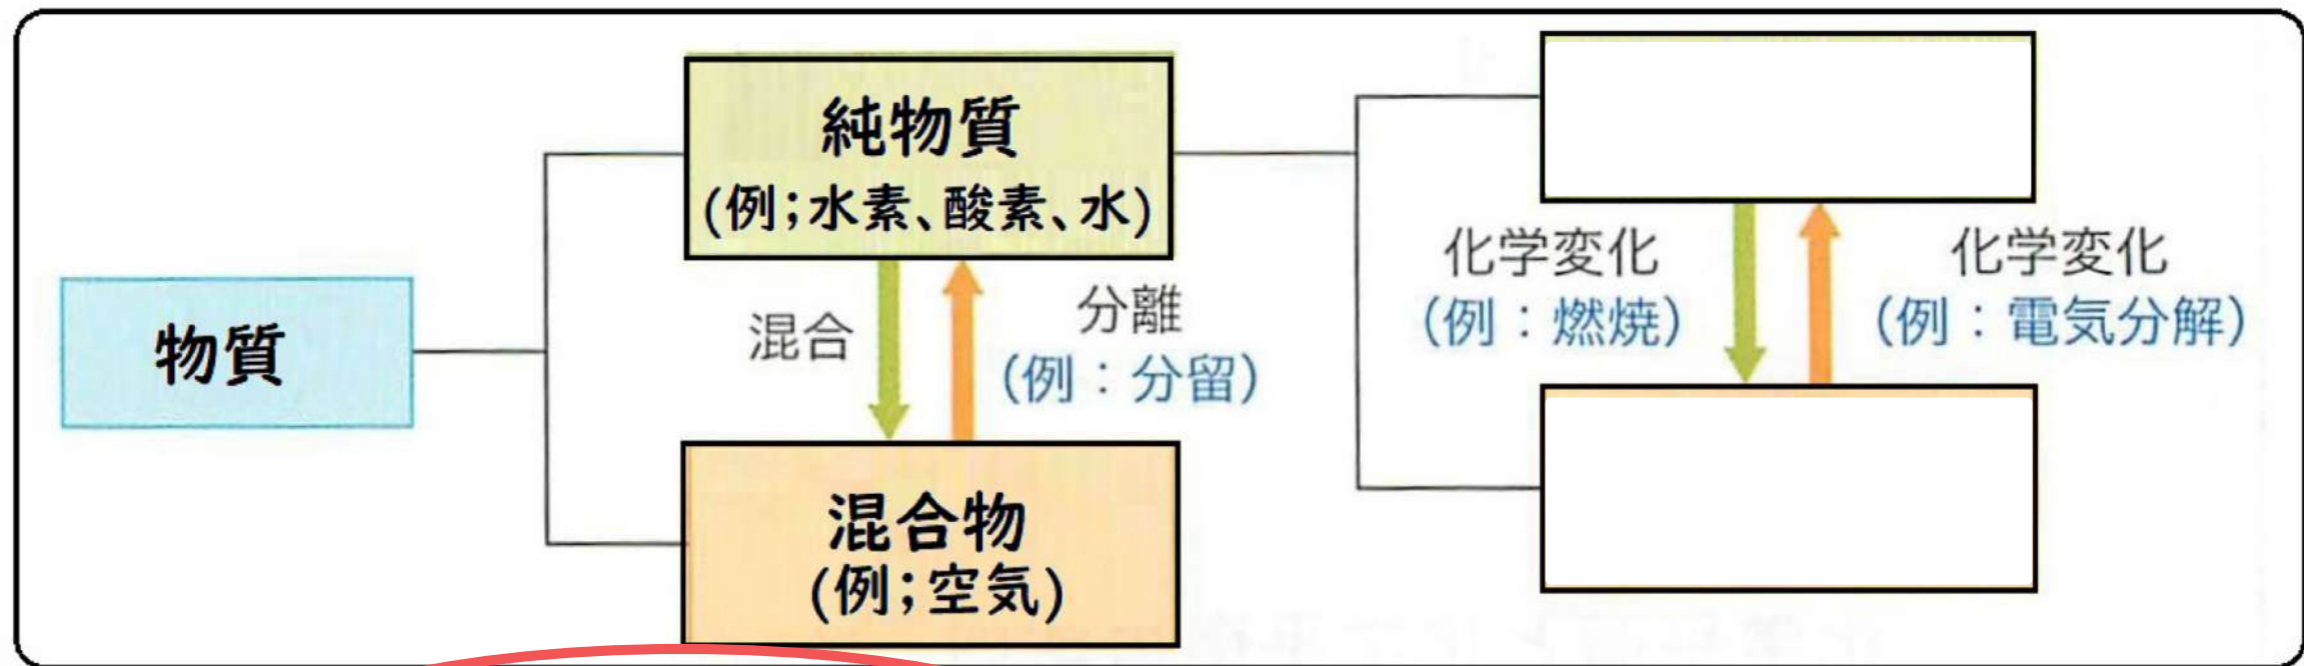 物質
純物質
(例;水素、酸素、水)
混合
分離
(例：分留)
混合物
(例;空気)
化学変化
(例：燃焼)
化学変化
(例：電気分解)